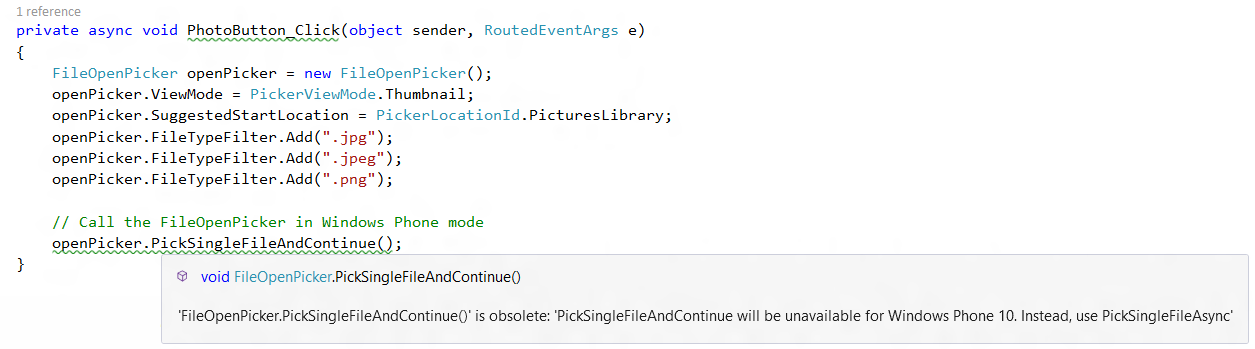 1 reference
private async void PhotoButton_Click(object sender, RoutedEventArgs e)
{
    FileOpenPicker openPicker = new FileOpenPicker();
    openPicker.ViewMode = PickerViewMode.Thumbnail;
    openPicker.SuggestedStartLocation = PickerLocationId.PicturesLibrary;
    openPicker.FileTypeFilter.Add(".jpg");
    openPicker.FileTypeFilter.Add(".jpeg");
    openPicker.FileTypeFilter.Add(".png");
    // Call the FileOpenPicker in Windows Phone mode
    openPicker.PickSingleFileAndContinue();
}
void FileOpenPicker.PickSingleFileAndContinue()
'FileOpenPicker.PickSingleFileAndContinue()' is obsolete: 'PickSingleFileAndContinue will be unavailable for Windows Phone 10. Instead, use PickSingleFileAsync'